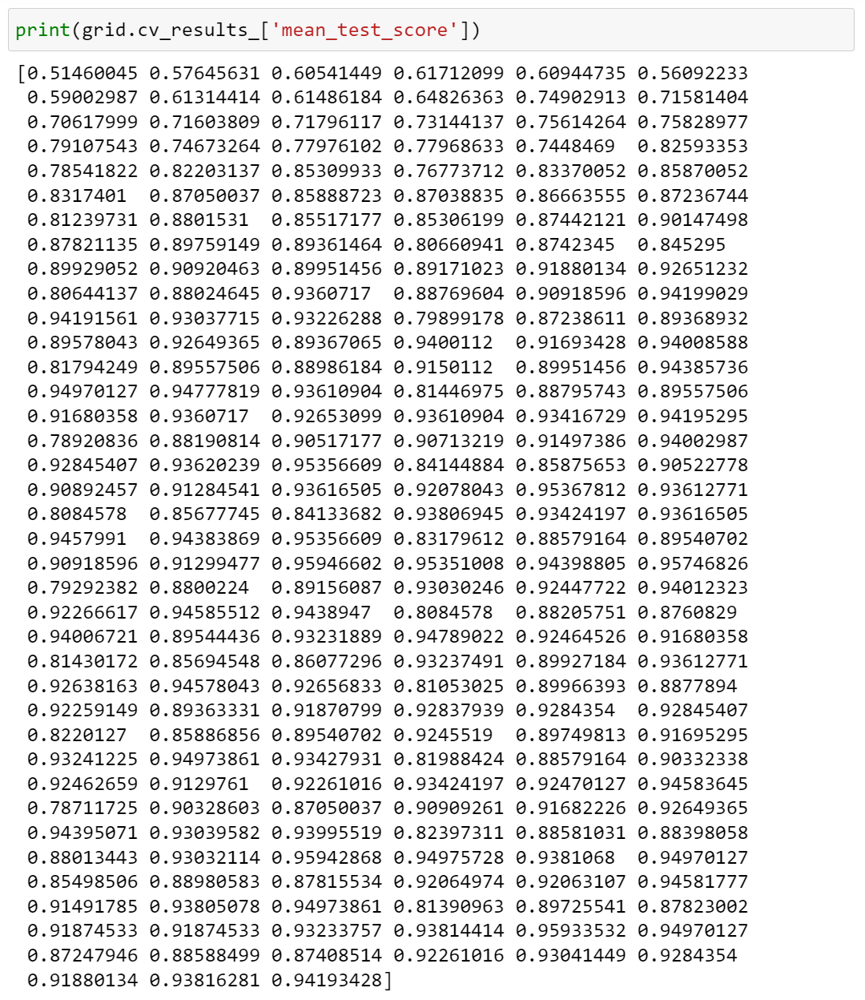 print(grid.cv_results_['mean_test_score'])
[0.51460045 0.57645631 0.60541449 0.61712099 0.60944735 0.56092233
 0.59002987 0.61314414 0.61486184 0.64826363 0.74902913 0.71581404
 0.70617999 0.71603809 0.71796117 0.73144137 0.75614264 0.75828977
 0.79107543 0.74673264 0.77976102 0.77968633 0.7448469  0.82593353
 0.78541822 0.82203137 0.85309933 0.76773712 0.83370052 0.85870052
 0.8317401  0.87050037 0.85888723 0.87038835 0.86663555 0.87236744
 0.81239731 0.8801531  0.85517177 0.85306199 0.87442121 0.90147498
 0.87821135 0.89759149 0.89361464 0.80660941 0.8742345  0.845295
 0.89929052 0.90920463 0.89951456 0.89171023 0.91880134 0.92651232
 0.80644137 0.88024645 0.9360717  0.88769604 0.90918596 0.94199029
 0.94191561 0.93037715 0.93226288 0.79899178 0.87238611 0.89368932
 0.89578043 0.92649365 0.89367065 0.9400112  0.91693428 0.94008588
 0.81794249 0.89557506 0.88986184 0.9150112  0.89951456 0.94385736
 0.94970127 0.94777819 0.93610904 0.81446975 0.88795743 0.89557506
 0.91680358 0.9360717  0.92653099 0.93610904 0.93416729 0.94195295
 0.78920836 0.88190814 0.90517177 0.90713219 0.91497386 0.94002987
 0.92845407 0.93620239 0.95356609 0.84144884 0.85875653 0.90522778
 0.90892457 0.91284541 0.93616505 0.92078043 0.95367812 0.93612771
 0.8084578  0.85677745 0.84133682 0.93806945 0.93424197 0.93616505
 0.9457991  0.94383869 0.95356609 0.83179612 0.88579164 0.89540702
 0.90918596 0.91299477 0.95946602 0.95351008 0.94398805 0.95746826
 0.79292382 0.8800224  0.89156087 0.93030246 0.92447722 0.94012323
 0.92266617 0.94585512 0.9438947  0.8084578  0.88205751 0.8760829
 0.94006721 0.89544436 0.93231889 0.94789022 0.92464526 0.91680358
 0.81430172 0.85694548 0.86077296 0.93237491 0.89927184 0.93612771
 0.92638163 0.94578043 0.92656833 0.81053025 0.89966393 0.8877894
 0.92259149 0.89363331 0.91870799 0.92837939 0.9284354  0.92845407
 0.8220127  0.85886856 0.89540702 0.9245519  0.89749813 0.91695295
 0.93241225 0.94973861 0.93427931 0.81988424 0.88579164 0.90332338
 0.92462659 0.9129761  0.92261016 0.93424197 0.92470127 0.94583645
 0.78711725 0.90328603 0.87050037 0.90909261 0.91682226 0.92649365
 0.94395071 0.93039582 0.93995519 0.82397311 0.88581031 0.88398058
 0.88013443 0.93032114 0.95942868 0.94975728 0.9381068  0.94970127
 0.85498506 0.88980583 0.87815534 0.92064974 0.92063107 0.94581777
 0.91491785 0.93805078 0.94973861 0.81390963 0.89725541 0.87823002
 0.91874533 0.91874533 0.93233757 0.93814414 0.95933532 0.94970127
 0.87247946 0.88588499 0.87408514 0.92261016 0.93041449 0.9284354
 0.91880134 0.93816281 0.94193428]